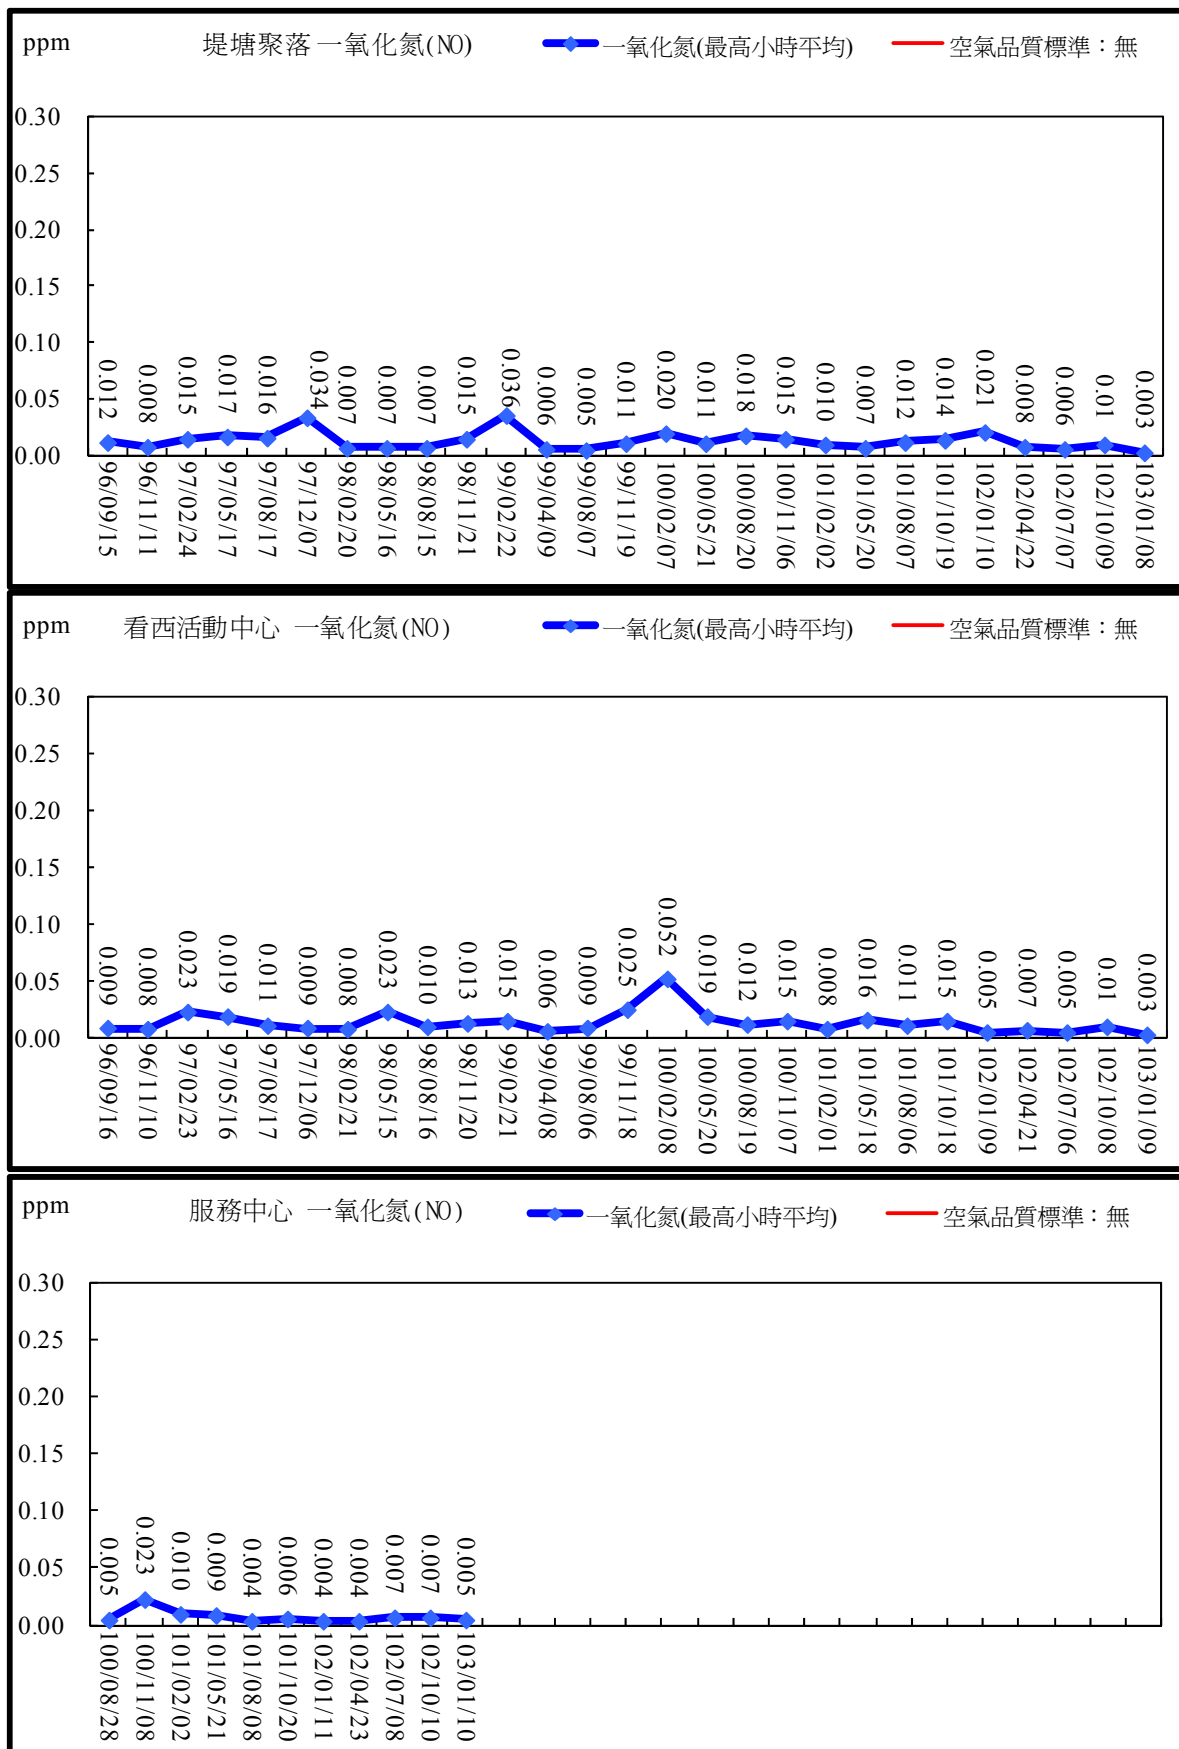 ppm 堤塘聚落 一氧化氮(NO) 一氧化氮(最高小時平均) 空氣品質標準：無
0.30
0.25
0.20
0.15
0.10
0.05
0.00
0.012 0.008 0.015 0.017 0.016 0.034 0.007 0.007 0.007 0.015 0.036 0.006 0.005 0.011 0.020 0.011 0.018 0.015 0.010 0.007 0.012 0.014 0.021 0.008 0.006 0.01 0.003
96/09/15 96/11/11 97/02/24 97/05/17 97/08/17 97/12/07 98/02/20 98/05/16 98/08/15 98/11/21 99/02/22 99/04/09 99/08/07 99/11/19 100/02/07 100/05/21 100/08/20 100/11/06 101/02/02 101/05/20 101/08/07 101/10/19 102/01/10 102/04/22 102/07/07 102/10/09 103/01/08
ppm 看西活動中心 一氧化氮(NO) 一氧化氮(最高小時平均) 空氣品質標準：無
0.30
0.25
0.20
0.15
0.10
0.05
0.00
0.009 0.008 0.023 0.019 0.011 0.009 0.008 0.023 0.010 0.013 0.015 0.006 0.009 0.025 0.052 0.019 0.012 0.015 0.008 0.016 0.011 0.015 0.005 0.007 0.005 0.01 0.003
96/09/16 96/11/10 97/02/23 97/05/16 97/08/17 97/12/06 98/02/21 98/05/15 98/08/16 98/11/20 99/02/21 99/04/08 99/08/06 99/11/18 100/02/08 100/05/20 100/08/19 100/11/07 101/02/01 101/05/18 101/08/06 101/10/18 102/01/09 102/04/21 102/07/06 102/10/08 103/01/09
ppm 服務中心 一氧化氮(NO) 一氧化氮(最高小時平均) 空氣品質標準：無
0.30
0.25
0.20
0.15
0.10
0.05
0.00
0.005 0.023 0.010 0.009 0.004 0.006 0.004 0.004 0.007 0.007 0.005
100/08/28 100/11/08 101/02/02 101/05/21 101/08/08 101/10/20 102/01/11 102/04/23 102/07/08 102/10/10 103/01/10